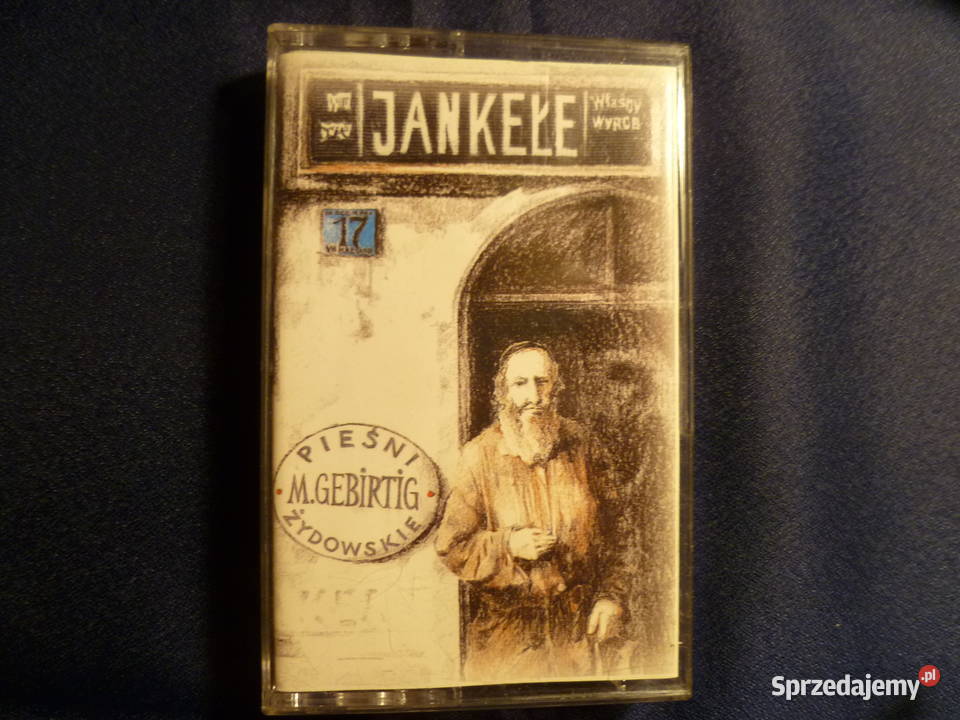 JANKEŁE
WŁASNY
WYRÓB
17
PIEŚNI
M.GEBIRTIG
ŻYDOWSKIE
Sprzedajemy.pl